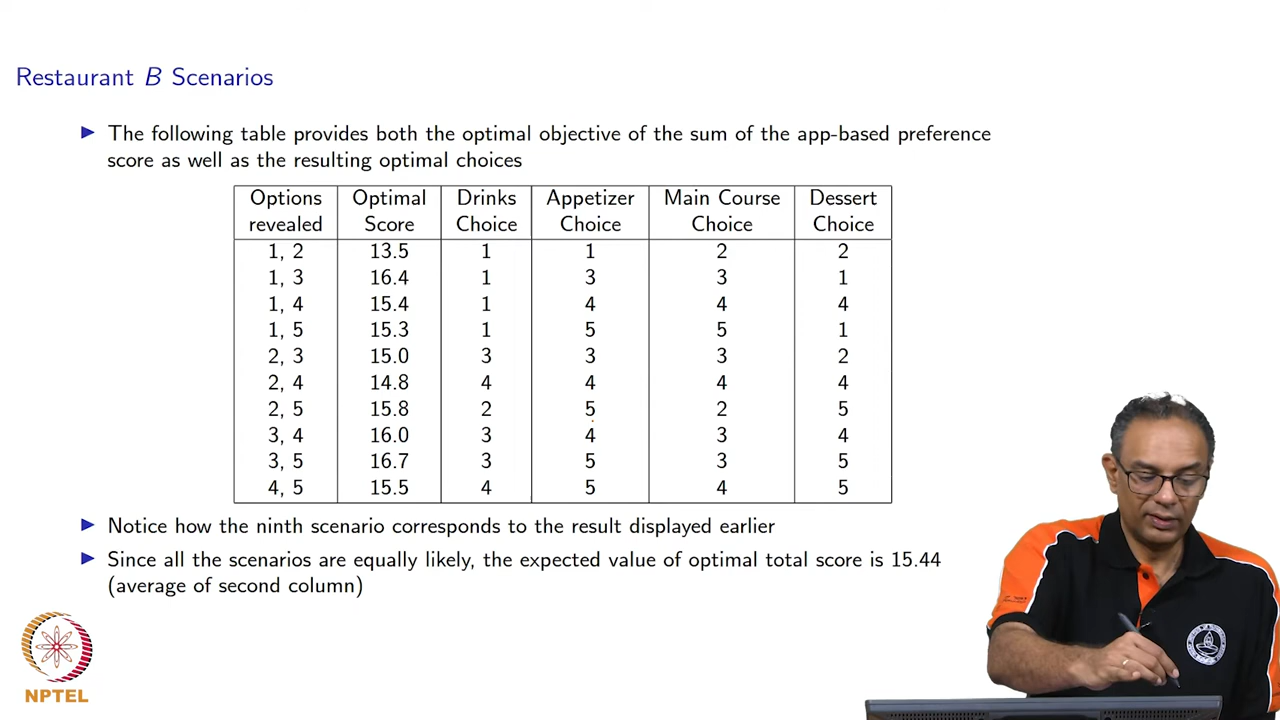 Restaurant B Scenarios
▶ The following table provides both the optimal objective of the sum of the app-based preference
score as well as the resulting optimal choices
Options Optimal Drinks Appetizer Main Course Dessert
revealed Score Choice Choice Choice Choice
1, 2 13.5 1 1 2 2
1, 3 16.4 1 3 3 1
1, 4 15.4 1 4 4 4
1, 5 15.3 1 5 5 1
2, 3 15.0 3 3 3 2
2, 4 14.8 4 4 4 4
2, 5 15.8 2 5 2 5
3, 4 16.0 3 4 3 4
3, 5 16.7 3 5 3 5
4, 5 15.5 4 5 4 5
▶ Notice how the ninth scenario corresponds to the result displayed earlier
▶ Since all the scenarios are equally likely, the expected value of optimal total score is 15.44
(average of second column)
NPTEL